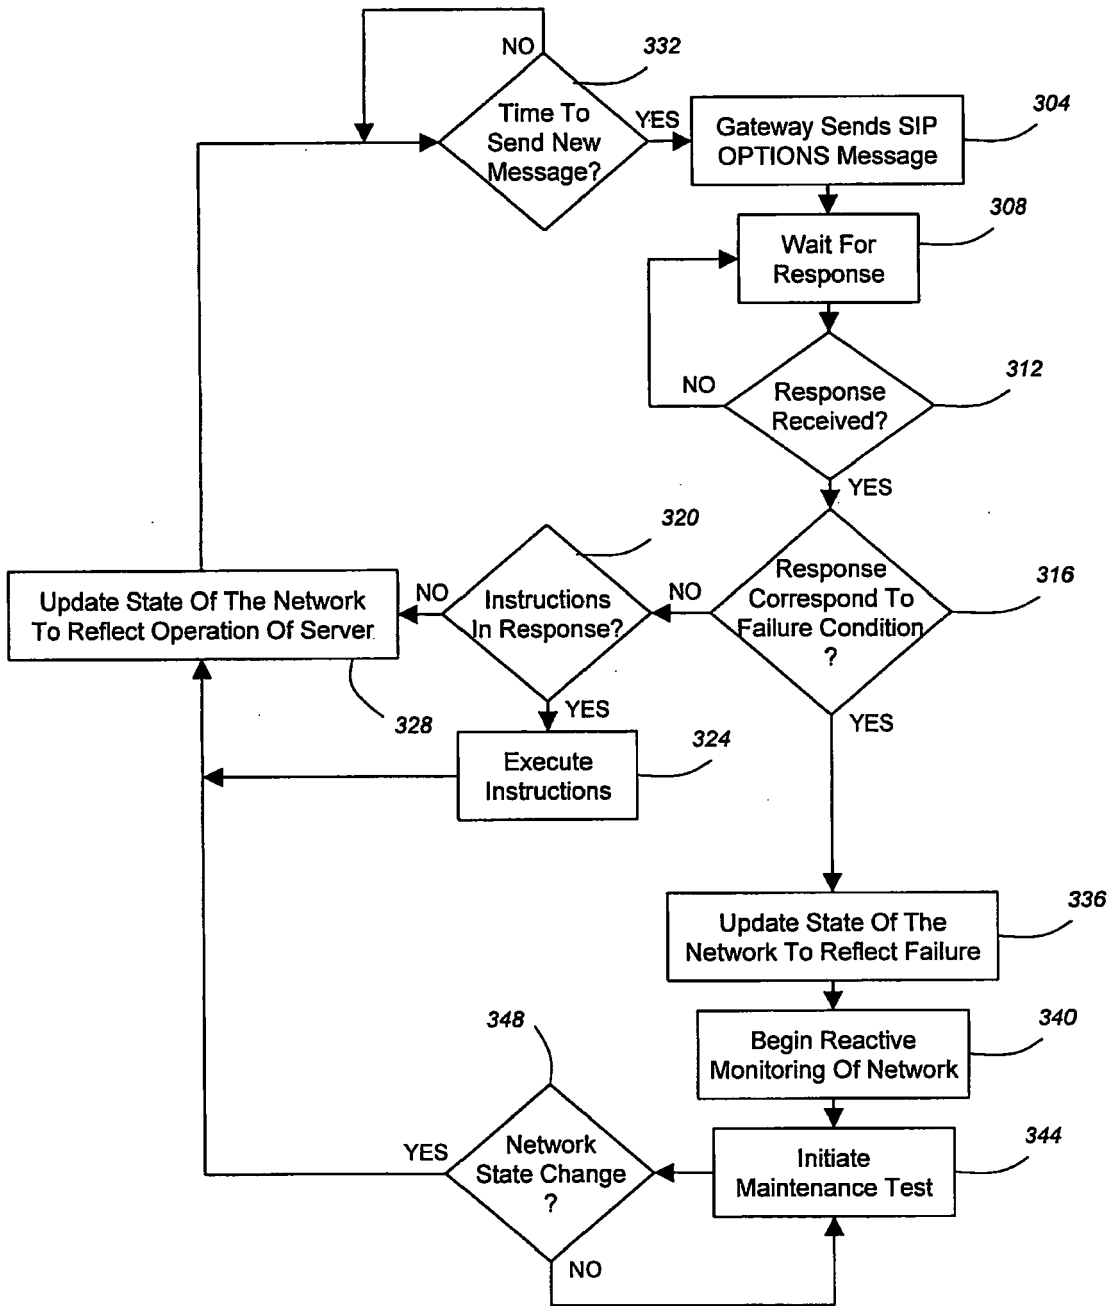 NO
332
Time To
Send New
Message?
YES
Gateway Sends SIP
OPTIONS Message
304
308
Wait For
Response
NO
Response
Received?
312
YES
320
Response
Correspond To
Failure Condition
?
316
NO
Instructions
In Response?
NO
Update State Of The Network
To Reflect Operation Of Server
328
YES
YES
Execute
Instructions
324
336
Update State Of The
Network To Reflect Failure
348
340
Begin Reactive
Monitoring Of Network
YES
Network
State Change
?
Initiate
Maintenance Test
344
NO